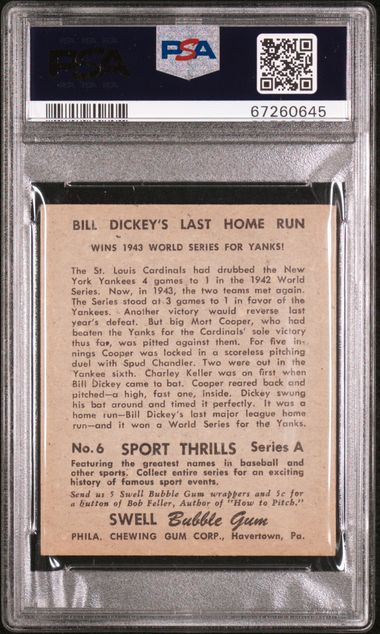 PSA
PSA
67260645
BILL DICKEY'S LAST HOME RUN
WINS 1943 WORLD SERIES FOR YANKS!
The St. Louis Cardinals had drubbed the New
York Yankees 4 games to 1 in the 1942 World
Series. Now, in 1943, the two teams met again.
The Series stood at 3 games to 1 in favor of the
Yankees. Another victory would reverse last
year's defeat. But big Mort Cooper, who had
beaten the Yanks for the Cardinals' sole victory
thus far, was pitted against them. For five in-
nings Cooper was locked in a scoreless pitching
duel with Spud Chandler. Two were out in the
Yankee sixth. Charley Keller was on first when
Bill Dickey came to bat. Cooper reared back and
pitched—a high, fast one, inside. Dickey swung
his bat around and timed it perfectly. It was a
home run—Bill Dickey's last major league home
run—and it won a World Series for the Yanks.
No. 6 SPORT THRILLS Series A
Featuring the greatest names in baseball and
other sports. Collect entire series for an exciting
history of famous sport events.
Send us 5 Swell Bubble Gum wrappers and 5c for
a button of Bob Feller, Author of "How to Pitch."
SWELL Bubble Gum
PHILA. CHEWING GUM CORP., Havertown, Pa.